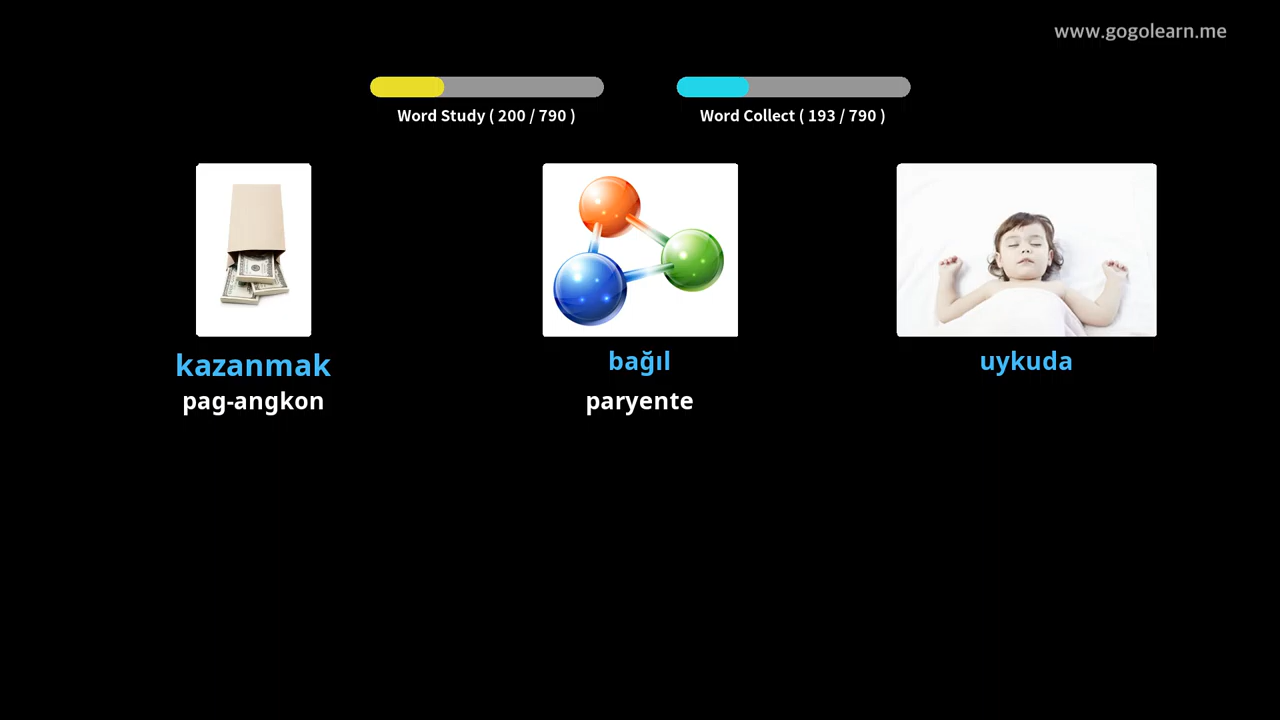 www.gogolearn.me
Word Study ( 200 / 790 )
Word Collect ( 193 / 790 )
kazanmak
pag-angkon
bağıl
paryente
uykuda